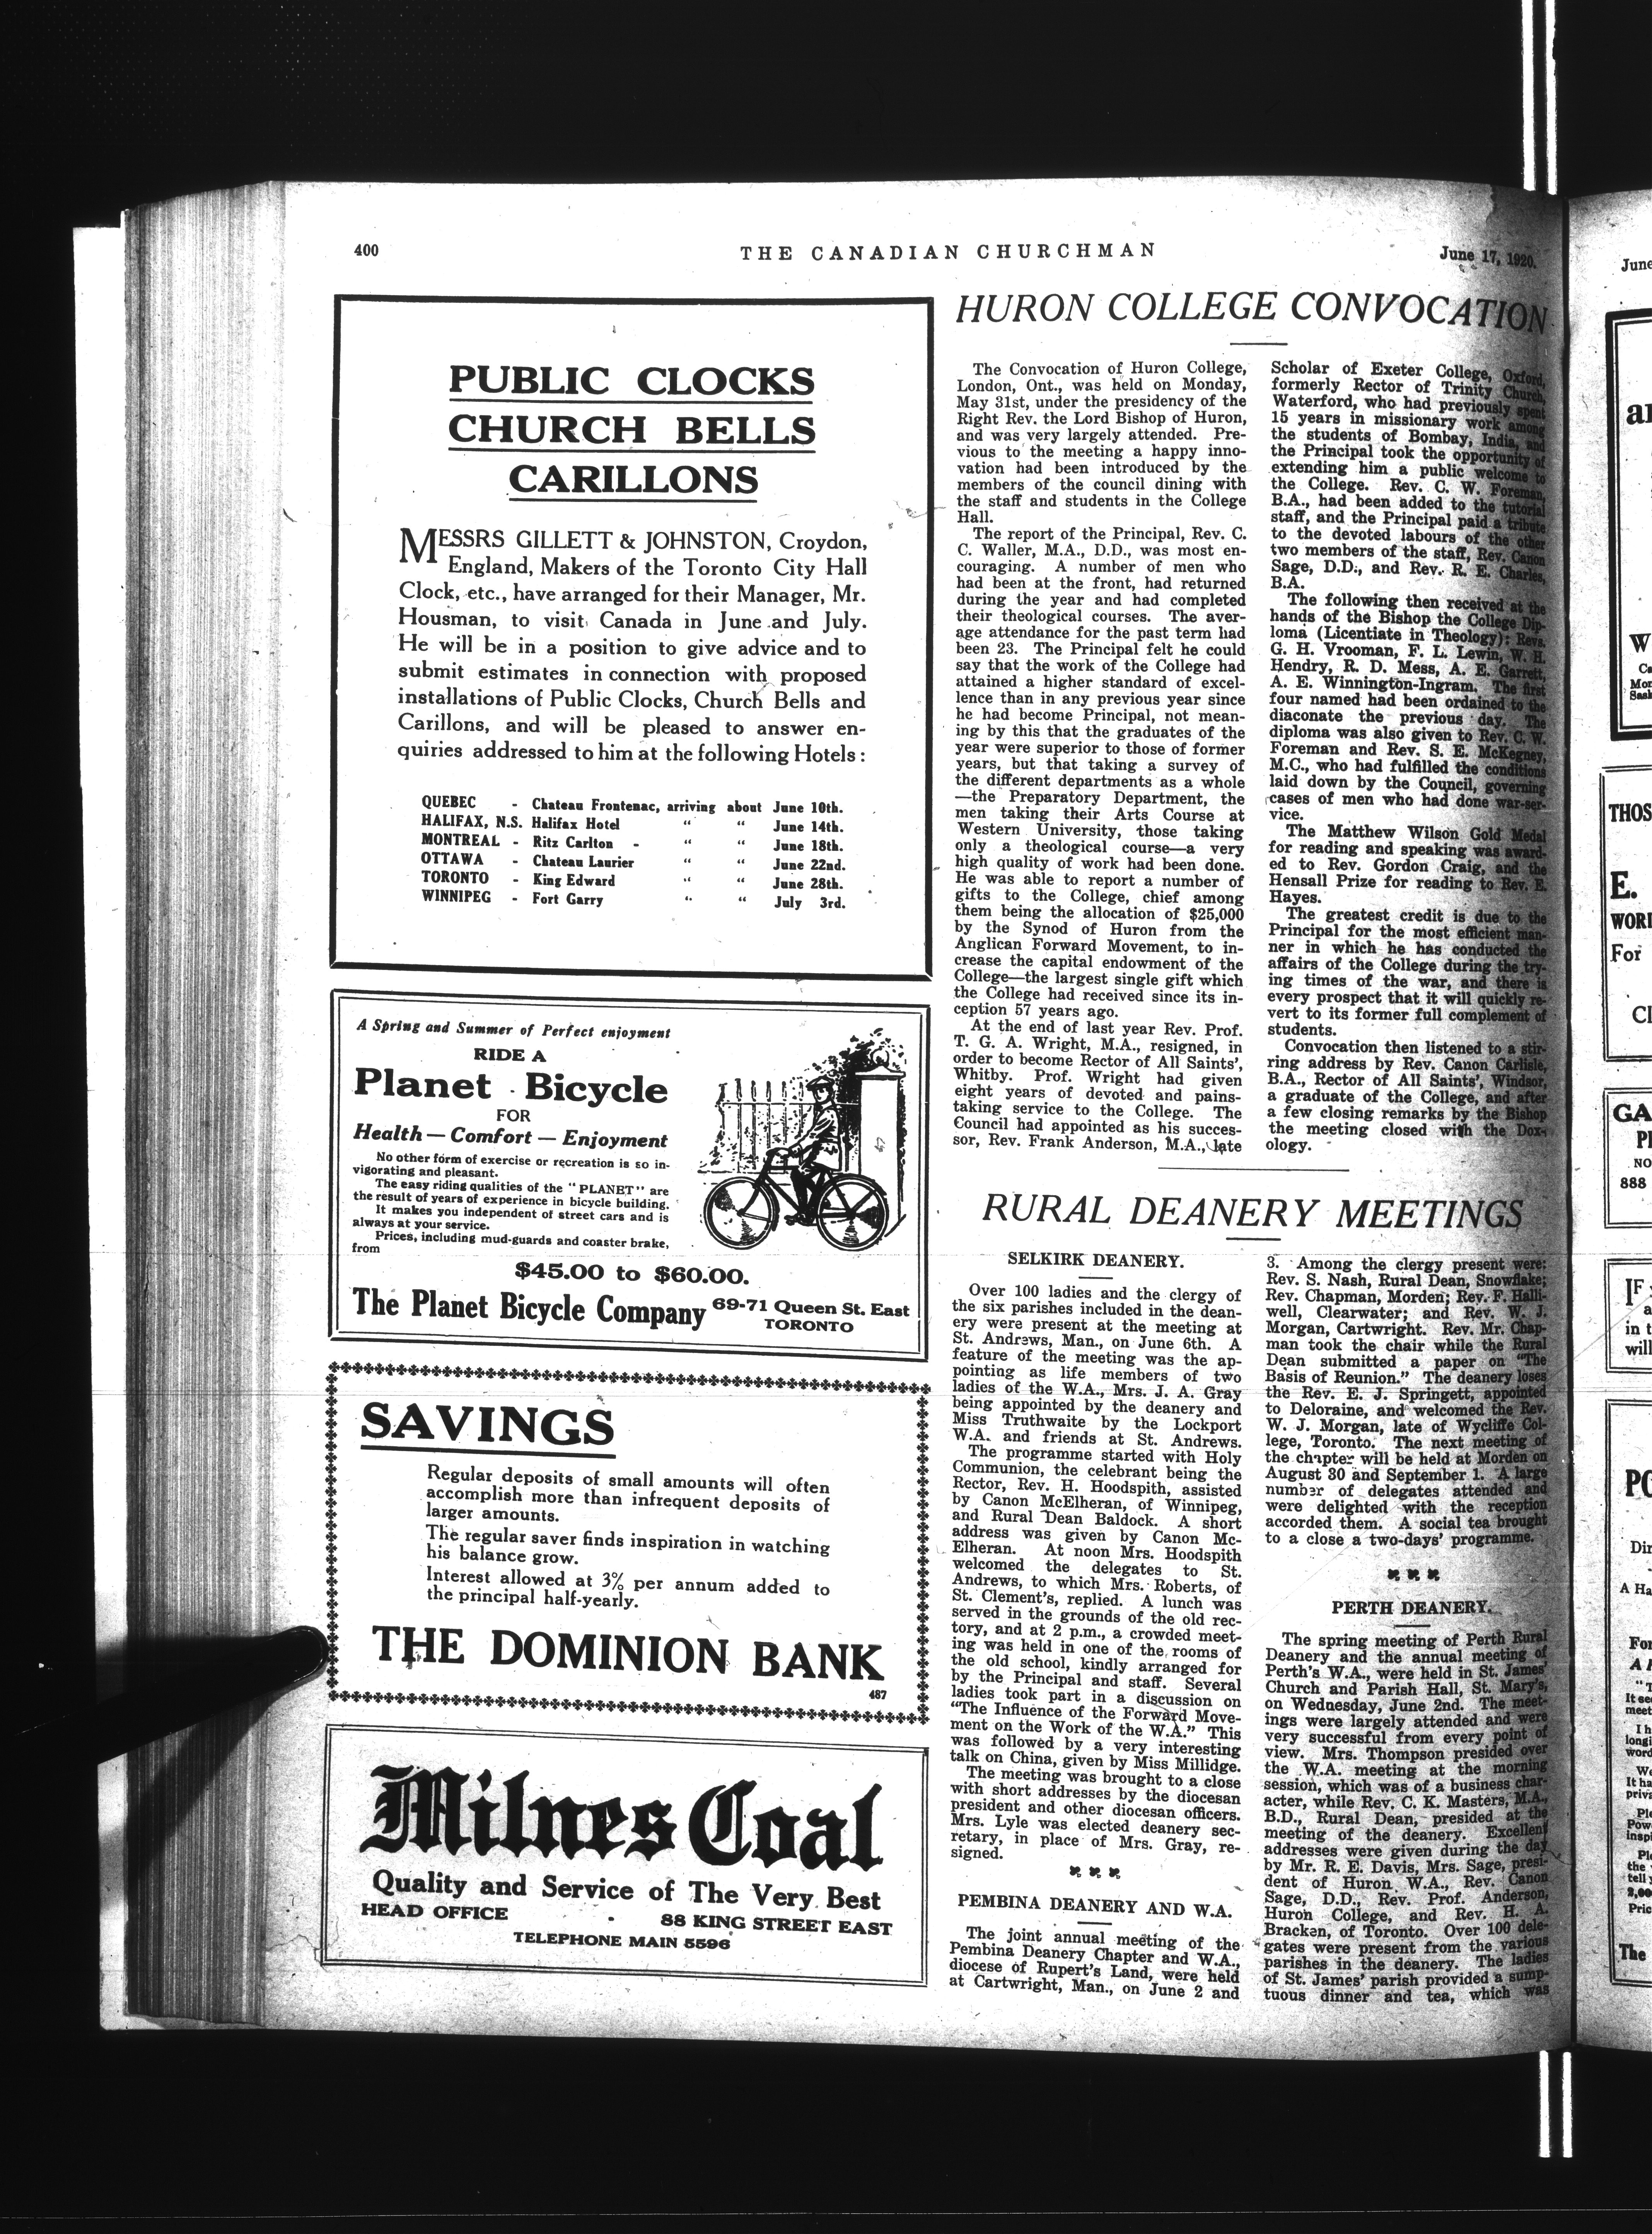 400
THE CANADIAN CHURCHMAN
June 17, 1920.
PUBLIC CLOCKS
CHURCH BELLS
CARILLONS
MESSRS GILLETT & JOHNSTON, Croydon,
England, Makers of the Toronto City Hall
Clock, etc., have arranged for their Manager, Mr.
Housman, to visit Canada in June and July.
He will be in a position to give advice and to
submit estimates in connection with proposed
installations of Public Clocks, Church Bells and
Carillons, and will be pleased to answer en-
quiries addressed to him at the following Hotels:
QUEBEC - Chateau Frontenac, arriving about June 10th.
HALIFAX, N.S. Halifax Hotel " " June 14th.
MONTREAL - Ritz Carlton - " " June 18th.
OTTAWA - Chateau Laurier " " June 22nd.
TORONTO - King Edward " " June 28th.
WINNIPEG - Fort Garry " " July 3rd.
A Spring and Summer of Perfect enjoyment
RIDE A
Planet Bicycle
FOR
Health — Comfort — Enjoyment
No other form of exercise or recreation is so in-
vigorating and pleasant.
The easy riding qualities of the "PLANET" are
the result of years of experience in bicycle building.
It makes you independent of street cars and is
always at your service.
Prices, including mud-guards and coaster brake,
from
$45.00 to $60.00.
The Planet Bicycle Company 69-71 Queen St. East
TORONTO
SAVINGS
Regular deposits of small amounts will often
accomplish more than infrequent deposits of
larger amounts.
The regular saver finds inspiration in watching
his balance grow.
Interest allowed at 3% per annum added to
the principal half-yearly.
THE DOMINION BANK
487
Milnes Coal
Quality and Service of The Very Best
HEAD OFFICE · 88 KING STREET EAST
TELEPHONE MAIN 5596
HURON COLLEGE CONVOCATION
The Convocation of Huron College,
London, Ont., was held on Monday,
May 31st, under the presidency of the
Right Rev. the Lord Bishop of Huron,
and was very largely attended. Pre-
vious to the meeting a happy inno-
vation had been introduced by the
members of the council dining with
the staff and students in the College
Hall.
The report of the Principal, Rev. C.
C. Waller, M.A., D.D., was most en-
couraging. A number of men who
had been at the front, had returned
during the year and had completed
their theological courses. The aver-
age attendance for the past term had
been 23. The Principal felt he could
say that the work of the College had
attained a higher standard of excel-
lence than in any previous year since
he had become Principal, not mean-
ing by this that the graduates of the
year were superior to those of former
years, but that taking a survey of
the different departments as a whole
—the Preparatory Department, the
men taking their Arts Course at
Western University, those taking
only a theological course—a very
high quality of work had been done.
He was able to report a number of
gifts to the College, chief among
them being the allocation of $25,000
by the Synod of Huron from the
Anglican Forward Movement, to in-
crease the capital endowment of the
College—the largest single gift which
the College had received since its in-
ception 57 years ago.
At the end of last year Rev. Prof.
T. G. A. Wright, M.A., resigned, in
order to become Rector of All Saints',
Whitby. Prof. Wright had given
eight years of devoted and pains-
taking service to the College. The
Council had appointed as his succes-
sor, Rev. Frank Anderson, M.A., late
Scholar of Exeter College, Oxford,
formerly Rector of Trinity Church,
Waterford, who had previously spent
15 years in missionary work among
the students of Bombay, India, and
the Principal took the opportunity of
extending him a public welcome to
the College. Rev. C. W. Foreman,
B.A., had been added to the tutorial
staff, and the Principal paid a tribute
to the devoted labours of the other
two members of the staff, Rev. Canon
Sage, D.D., and Rev. R. E. Charles,
B.A.
The following then received at the
hands of the Bishop the College Dip-
loma (Licentiate in Theology): Revs.
G. H. Vrooman, F. L. Lewin, W. H.
Hendry, R. D. Mess, A. E. Garrett,
A. E. Winnington-Ingram. The first
four named had been ordained to the
diaconate the previous day. The
diploma was also given to Rev. C. W.
Foreman and Rev. S. E. McKegney,
M.C., who had fulfilled the conditions
laid down by the Council, governing
cases of men who had done war-ser-
vice.
The Matthew Wilson Gold Medal
for reading and speaking was award-
ed to Rev. Gordon Craig, and the
Hensall Prize for reading to Rev. E.
Hayes.
The greatest credit is due to the
Principal for the most efficient man-
ner in which he has conducted the
affairs of the College during the try-
ing times of the war, and there is
every prospect that it will quickly re-
vert to its former full complement of
students.
Convocation then listened to a stir-
ring address by Rev. Canon Carlisle,
B.A., Rector of All Saints', Windsor,
a graduate of the College, and after
a few closing remarks by the Bishop
the meeting closed with the Dox-
ology.
RURAL DEANERY MEETINGS
SELKIRK DEANERY.
Over 100 ladies and the clergy of
the six parishes included in the dean-
ery were present at the meeting at
St. Andrews, Man., on June 6th. A
feature of the meeting was the ap-
pointing as life members of two
ladies of the W.A., Mrs. J. A. Gray
being appointed by the deanery and
Miss Truthwaite by the Lockport
W.A. and friends at St. Andrews.
The programme started with Holy
Communion, the celebrant being the
Rector, Rev. H. Hoodspith, assisted
by Canon McElheran, of Winnipeg,
and Rural Dean Baldock. A short
address was given by Canon Mc-
Elheran. At noon Mrs. Hoodspith
welcomed the delegates to St.
Andrews, to which Mrs. Roberts, of
St. Clement's, replied. A lunch was
served in the grounds of the old rec-
tory, and at 2 p.m., a crowded meet-
ing was held in one of the rooms of
the old school, kindly arranged for
by the Principal and staff. Several
ladies took part in a discussion on
"The Influence of the Forward Move-
ment on the Work of the W.A." This
was followed by a very interesting
talk on China, given by Miss Millidge.
The meeting was brought to a close
with short addresses by the diocesan
president and other diocesan officers.
Mrs. Lyle was elected deanery sec-
retary, in place of Mrs. Gray, re-
signed.
PEMBINA DEANERY AND W.A.
The joint annual meeting of the
Pembina Deanery Chapter and W.A.,
diocese of Rupert's Land, were held
at Cartwright, Man., on June 2 and
3. Among the clergy present were:
Rev. S. Nash, Rural Dean, Snowflake;
Rev. Chapman, Morden; Rev. F. Halli-
well, Clearwater; and Rev. W. J.
Morgan, Cartwright. Rev. Mr. Chap-
man took the chair while the Rural
Dean submitted a paper on "The
Basis of Reunion." The deanery loses
the Rev. E. J. Springett, appointed
to Deloraine, and welcomed the Rev.
W. J. Morgan, late of Wycliffe Col-
lege, Toronto. The next meeting of
the chapter will be held at Morden on
August 30 and September 1. A large
number of delegates attended and
were delighted with the reception
accorded them. A social tea brought
to a close a two-days' programme.
PERTH DEANERY.
The spring meeting of Perth Rural
Deanery and the annual meeting of
Perth's W.A., were held in St. James'
Church and Parish Hall, St. Mary's,
on Wednesday, June 2nd. The meet-
ings were largely attended and were
very successful from every point of
view. Mrs. Thompson presided over
the W.A. meeting at the morning
session, which was of a business char-
acter, while Rev. C. K. Masters, M.A.,
B.D., Rural Dean, presided at the
meeting of the deanery. Excellent
addresses were given during the day
by Mr. R. E. Davis, Mrs. Sage, presi-
dent of Huron W.A., Rev. Canon
Sage, D.D., Rev. Prof. Anderson,
Huron College, and Rev. H. A.
Bracken, of Toronto. Over 100 dele-
gates were present from the various
parishes in the deanery. The ladies
of St. James' parish provided a sump-
tuous dinner and tea, which was
June
THOS
E.
For
GA
888
IF
in t
will
The